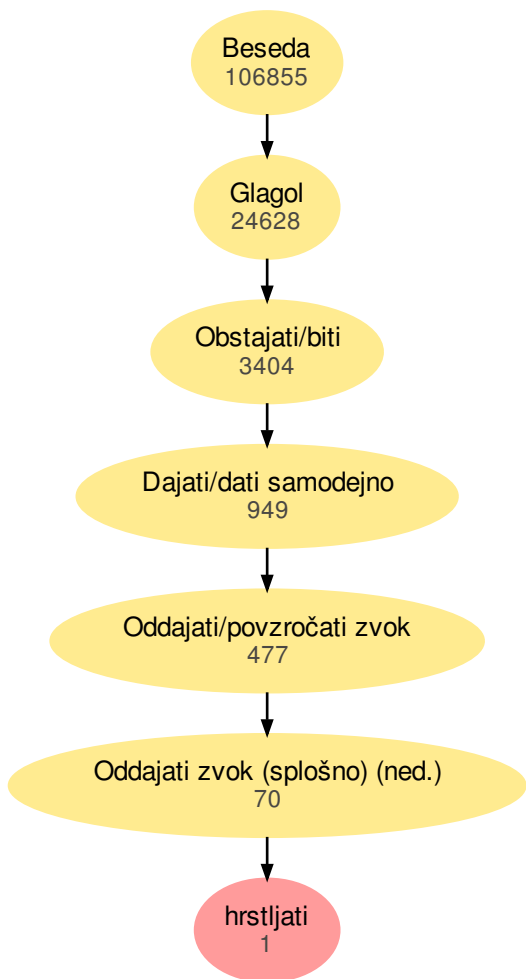 Beseda
106855
Glagol
24628
Obstajati/biti
3404
Dajati/dati samodejno
949
Oddajati/povzročati zvok
477
Oddajati zvok (splošno) (ned.)
70
hrstljati
1